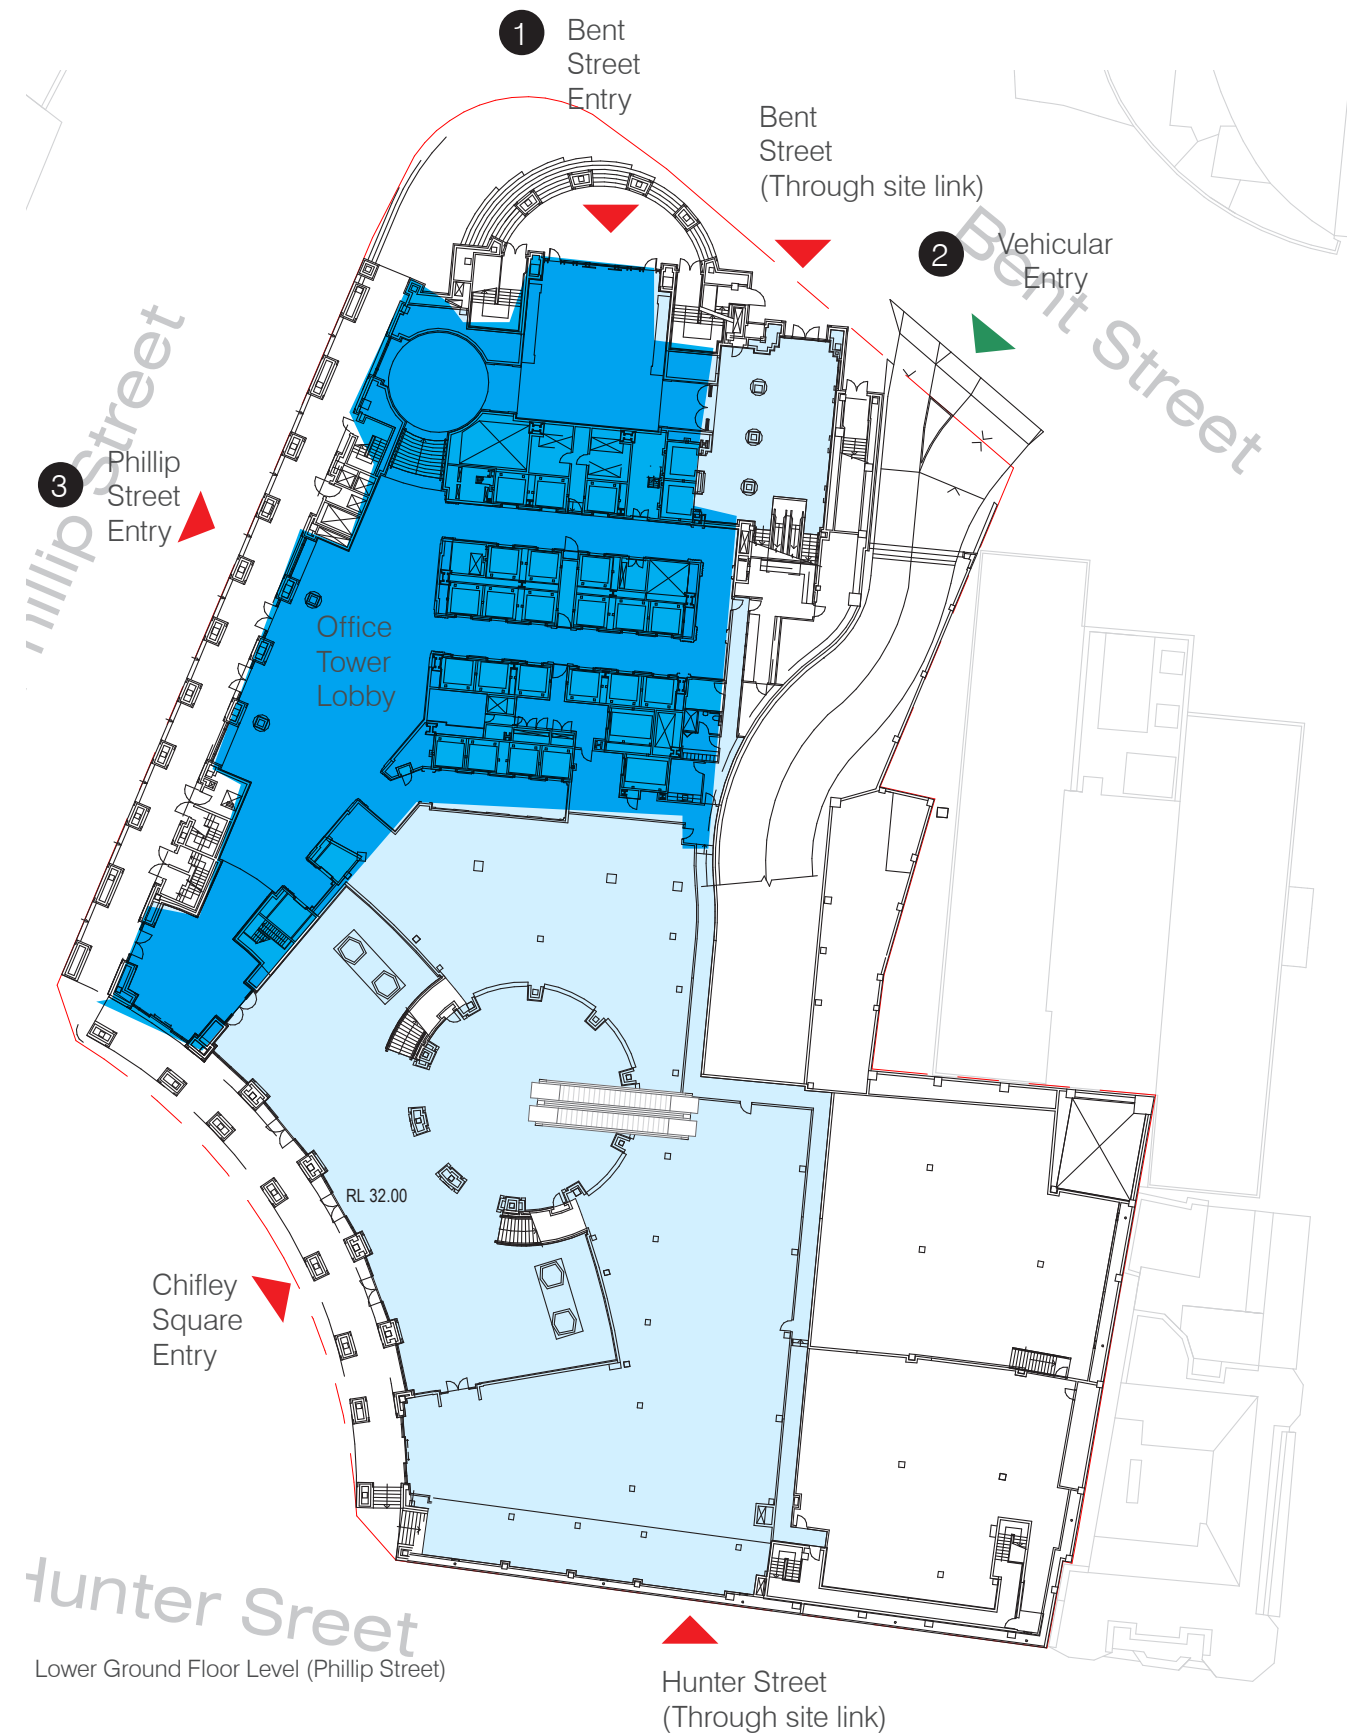 1
Bent
Street
Entry
Bent
Street
(Through site link)
2
Vehicular
Entry
Bent Street
Phillip Street
3
Phillip
Street
Entry
Office
Tower
Lobby
RL 32.00
Chifley
Square
Entry
Hunter Sreet
Lower Ground Floor Level (Phillip Street)
Hunter Street
(Through site link)